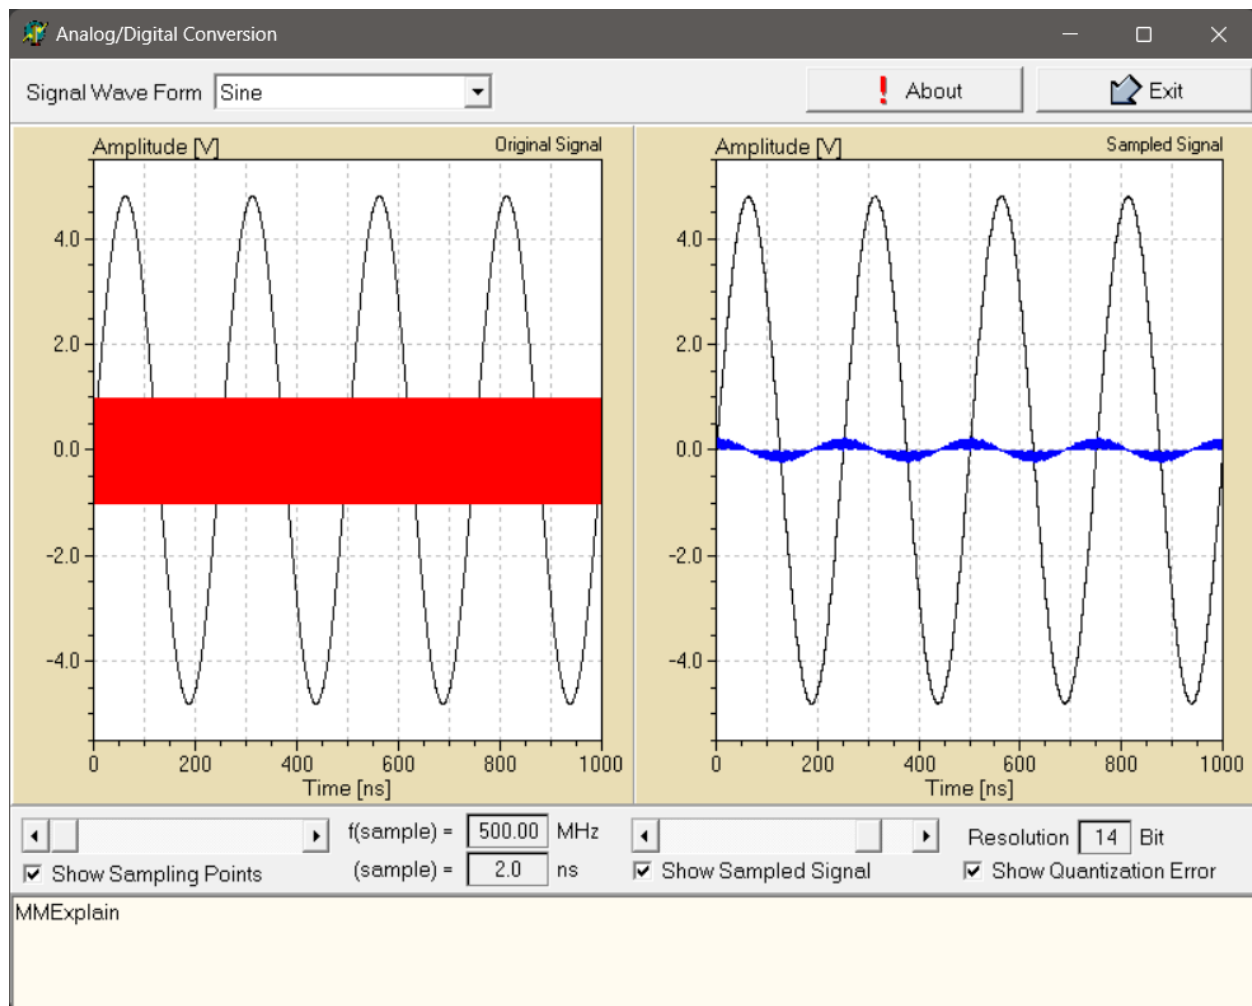 Analog/Digital Conversion
Signal Wave Form Sine
! About
Exit
Amplitude [V] Original Signal
4.0
2.0
0.0
-2.0
-4.0
0 200 400 600 800 1000
Time [ns]
Amplitude [V] Sampled Signal
4.0
2.0
0.0
-2.0
-4.0
0 200 400 600 800 1000
Time [ns]
f(sample) = 500.00 MHz
Show Sampling Points
(sample) = 2.0 ns
Resolution 14 Bit
Show Sampled Signal
Show Quantization Error
MMExplain